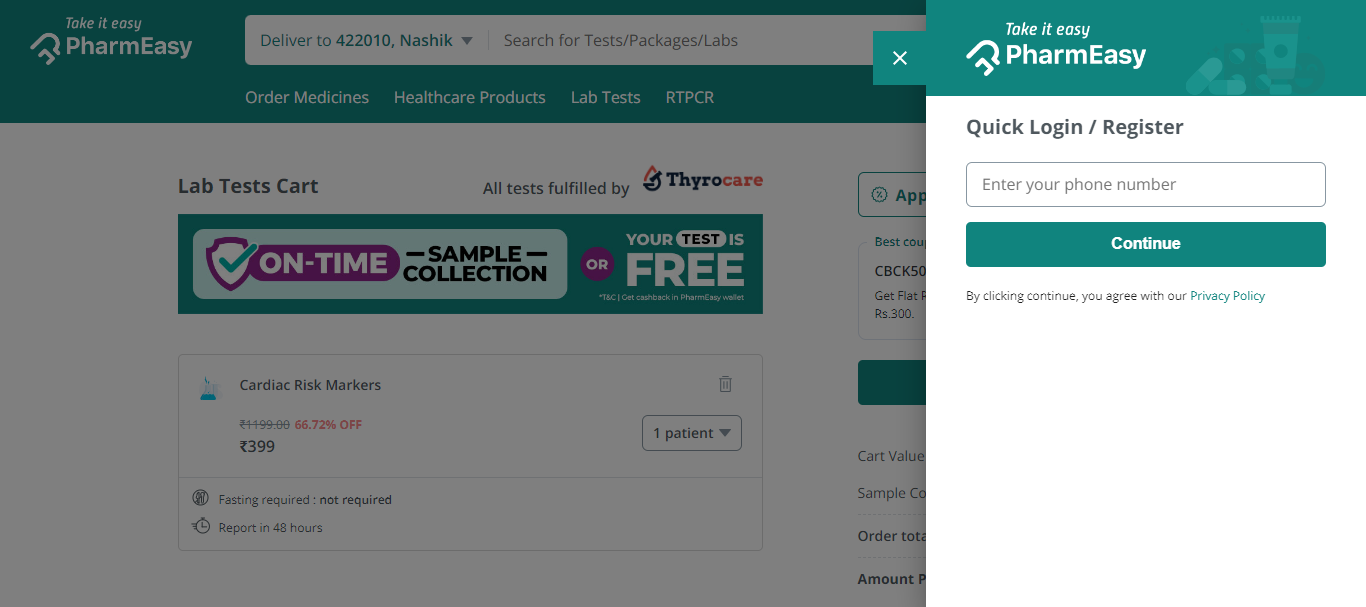 Take it easy
PharmEasy
Deliver to 422010, Nashik
Search for Tests/Packages/Labs
Order Medicines
Healthcare Products
Lab Tests
RTPCR
Lab Tests Cart
All tests fulfilled by
Thyrocare
ON-TIME
SAMPLE
COLLECTION
OR
YOUR TEST IS
FREE
*T&C | Get cashback in PharmEasy wallet
Cardiac Risk Markers
₹1199.00 66.72% OFF
₹399
1 patient
Fasting required : not required
Report in 48 hours
App
Best cou
CBCK50
Get Flat
Rs.300.
Cart Value
Sample Co
Order tota
Amount P
Take it easy
PharmEasy
Quick Login / Register
Enter your phone number
Continue
By clicking continue, you agree with our Privacy Policy